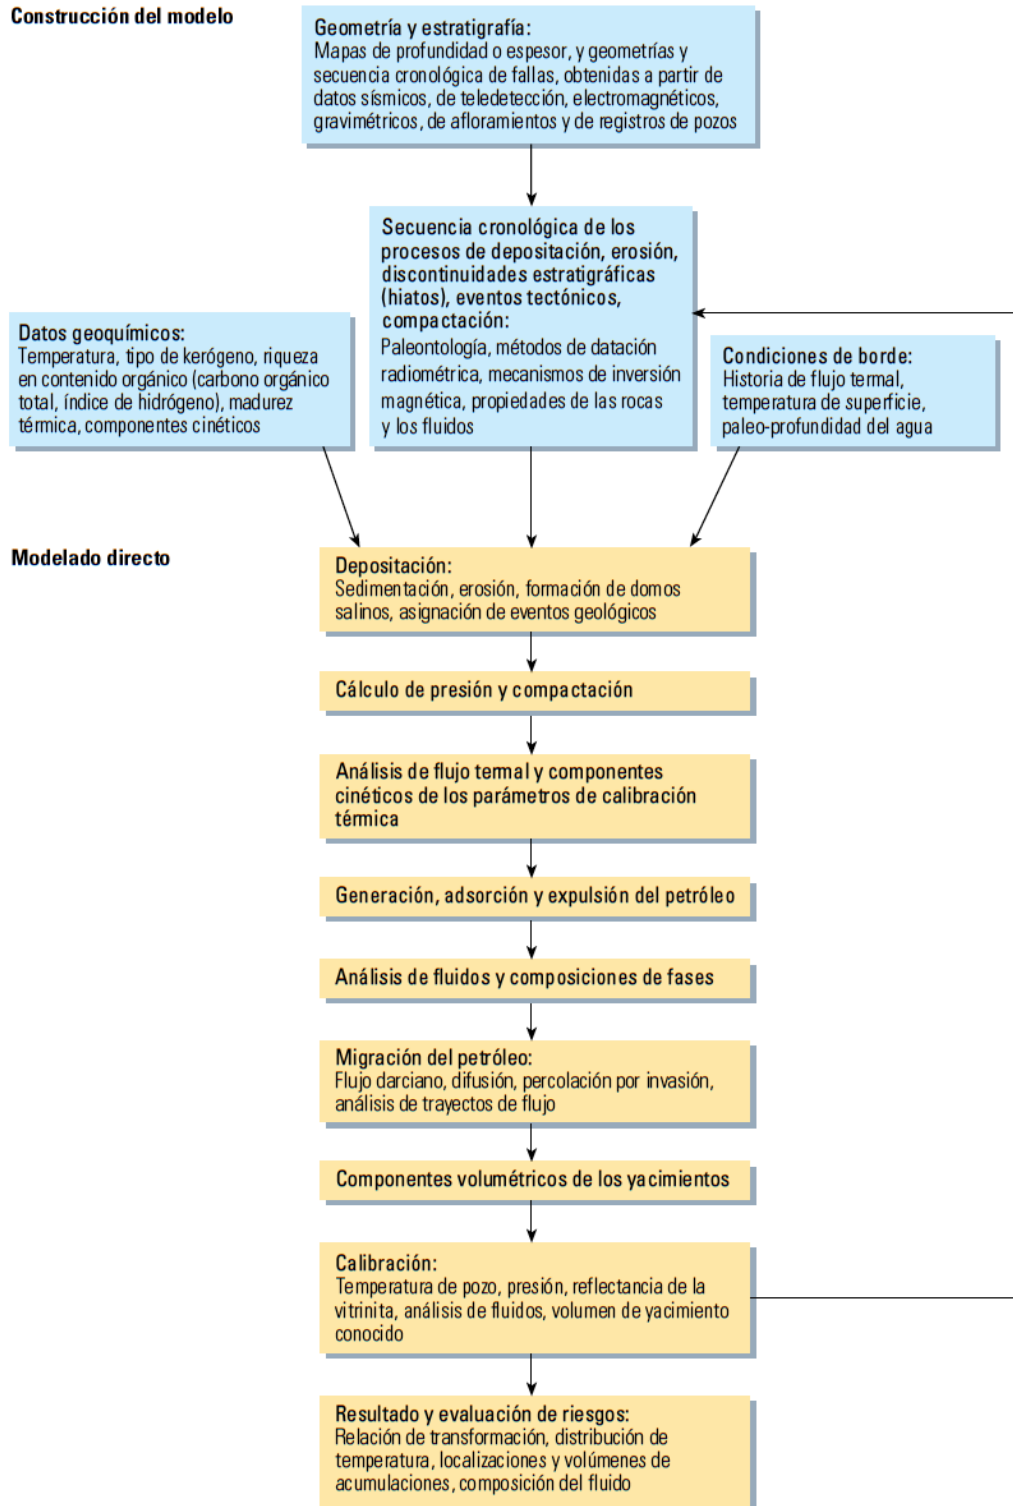 Construcción del modelo
Geometría y estratigrafía:
Mapas de profundidad o espesor, y geometrías y
secuencia cronológica de fallas, obtenidas a partir de
datos sísmicos, de teledetección, electromagnéticos,
gravimétricos, de afloramientos y de registros de pozos
Secuencia cronológica de los
procesos de depositación, erosión,
discontinuidades estratigráficas
(hiatos), eventos tectónicos,
compactación:
Paleontología, métodos de datación
radiométrica, mecanismos de inversión
magnética, propiedades de las rocas
y los fluidos
Datos geoquímicos:
Temperatura, tipo de kerógeno, riqueza
en contenido orgánico (carbono orgánico
total, índice de hidrógeno), madurez
térmica, componentes cinéticos
Condiciones de borde:
Historia de flujo termal,
temperatura de superficie,
paleo-profundidad del agua
Modelado directo
Depositación:
Sedimentación, erosión, formación de domos
salinos, asignación de eventos geológicos
Cálculo de presión y compactación
Análisis de flujo termal y componentes
cinéticos de los parámetros de calibración
térmica
Generación, adsorción y expulsión del petróleo
Análisis de fluidos y composiciones de fases
Migración del petróleo:
Flujo darciano, difusión, percolación por invasión,
análisis de trayectos de flujo
Componentes volumétricos de los yacimientos
Calibración:
Temperatura de pozo, presión, reflectancia de la
vitrinita, análisis de fluidos, volumen de yacimiento
conocido
Resultado y evaluación de riesgos:
Relación de transformación, distribución de
temperatura, localizaciones y volúmenes de
acumulaciones, composición del fluido